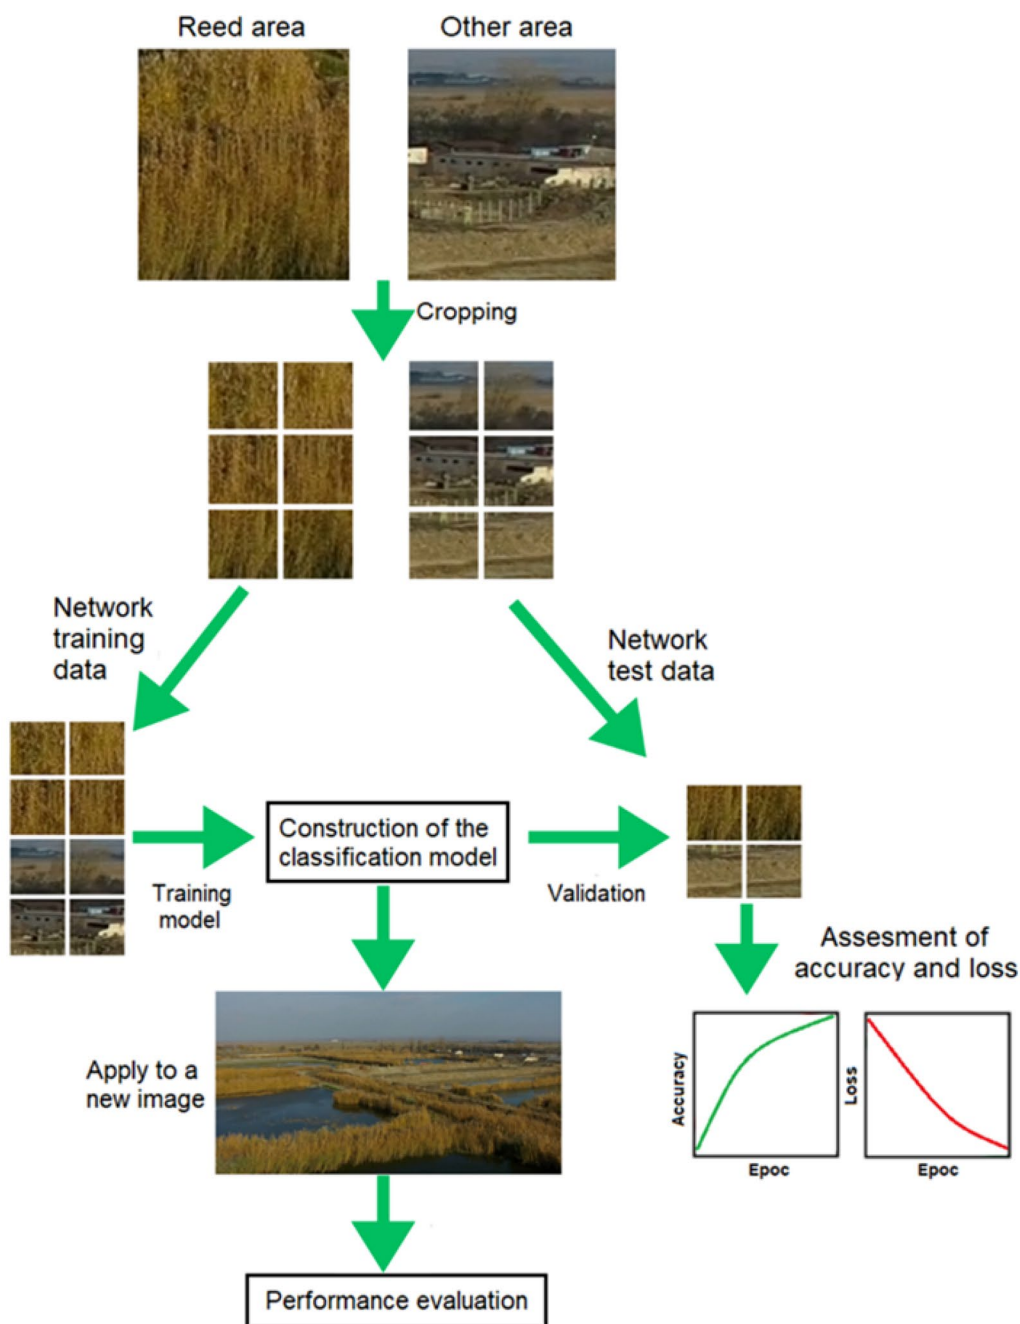 Reed area
Other area
Cropping
Network
training
data
Network
test data
Construction of the
classification model
Training
model
Validation
Assesment of
accuracy and loss
Apply to a
new image
Accuracy
Epoc
Loss
Epoc
Performance evaluation